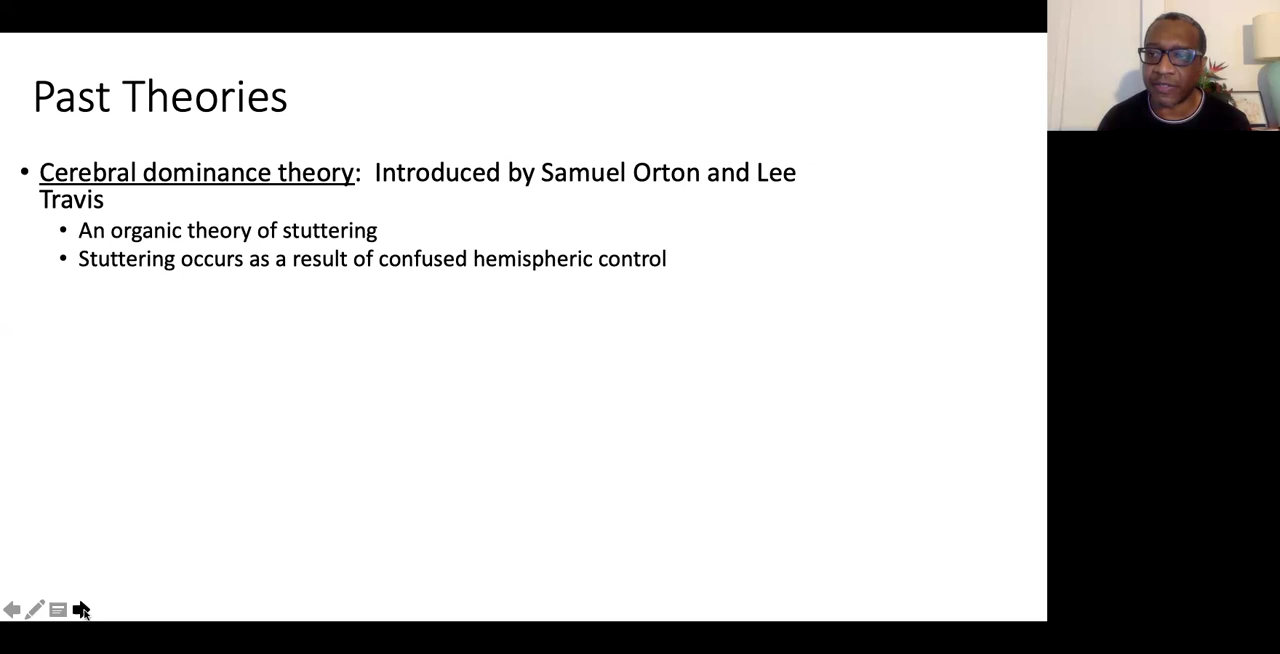 Past Theories
• Cerebral dominance theory:  Introduced by Samuel Orton and Lee
Travis
• An organic theory of stuttering
• Stuttering occurs as a result of confused hemispheric control